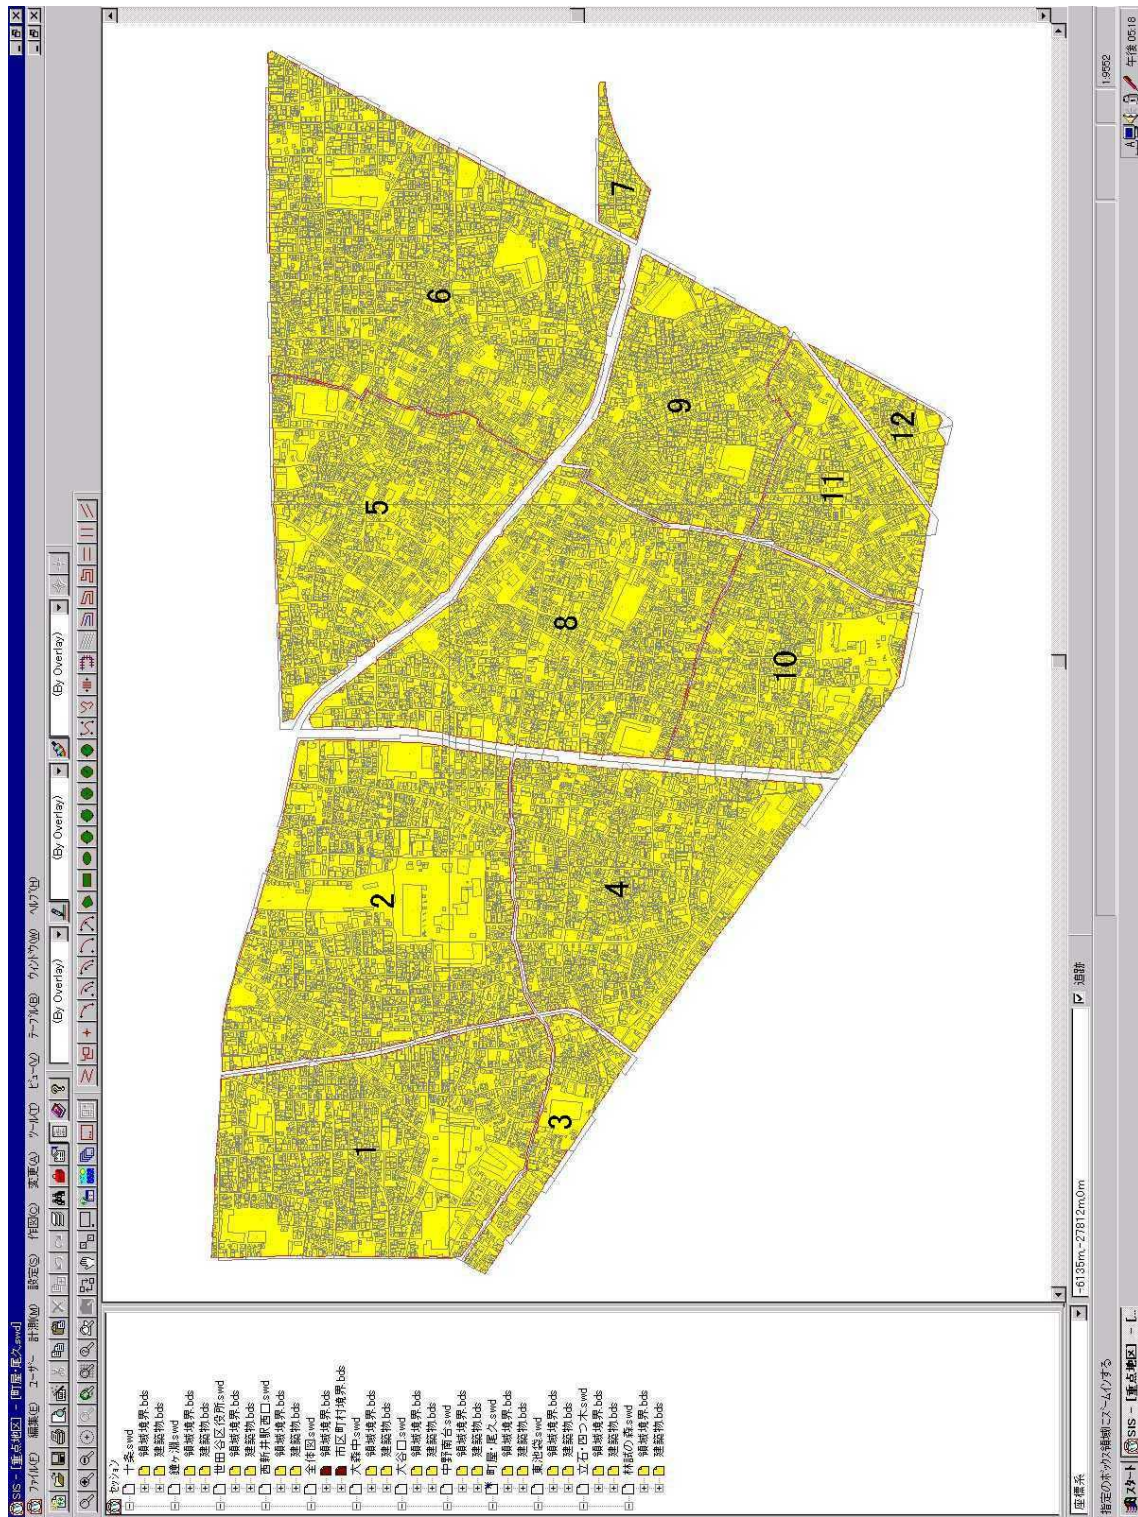 SIS - [重点地区] - [町屋・尾久.swd]
ファイル(F) 編集(E) ユーザー 計測(M) 設定(S) 作図(O) 変更(A) ツール(T) ビュー(V) テーブル(B) ウィンドウ(W) ヘルプ(H)
(By Overlay) (By Overlay) (By Overlay)
セッション
十条.swd
領域境界.bds
建築物.bds
鐘ヶ淵.swd
領域境界.bds
建築物.bds
世田谷区役所.swd
領域境界.bds
建築物.bds
西新井駅西口.swd
領域境界.bds
建築物.bds
全体図.swd
領域境界.bds
市区町村境界.bds
大森中.swd
領域境界.bds
建築物.bds
大谷口.swd
領域境界.bds
建築物.bds
中野南台.swd
領域境界.bds
建築物.bds
町屋・尾久.swd
領域境界.bds
建築物.bds
東池袋.swd
領域境界.bds
建築物.bds
立石・四つ木.swd
領域境界.bds
建築物.bds
林試の森.swd
領域境界.bds
建築物.bds
1
2
3
4
5
6
7
8
9
10
11
12
座標系 -6135m,-27812m,0m 追跡
指定のボックス領域にズームインする 1:9552
スタート SIS - [重点地区] - [... 午後 05:18